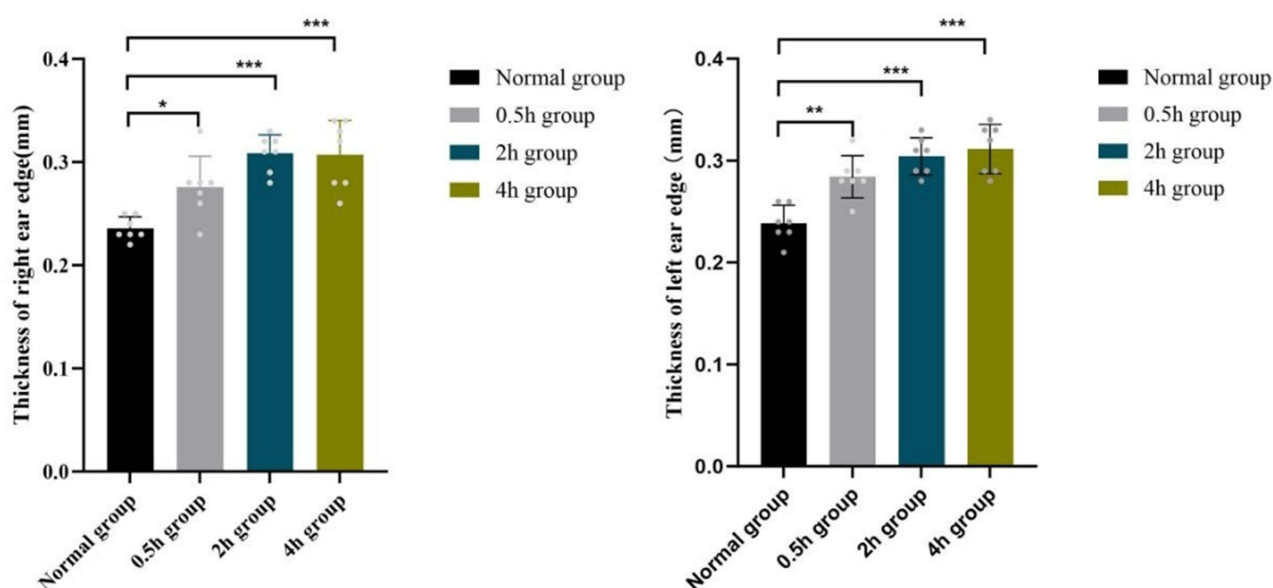 ***
***
*
Thickness of right ear edge(mm)
0.4
0.3
0.2
0.1
0.0
Normal group
0.5h group
2h group
4h group
Normal group
0.5h group
2h group
4h group
***
***
**
Thickness of left ear edge（mm）
0.4
0.3
0.2
0.1
0.0
Normal group
0.5h group
2h group
4h group
Normal group
0.5h group
2h group
4h group